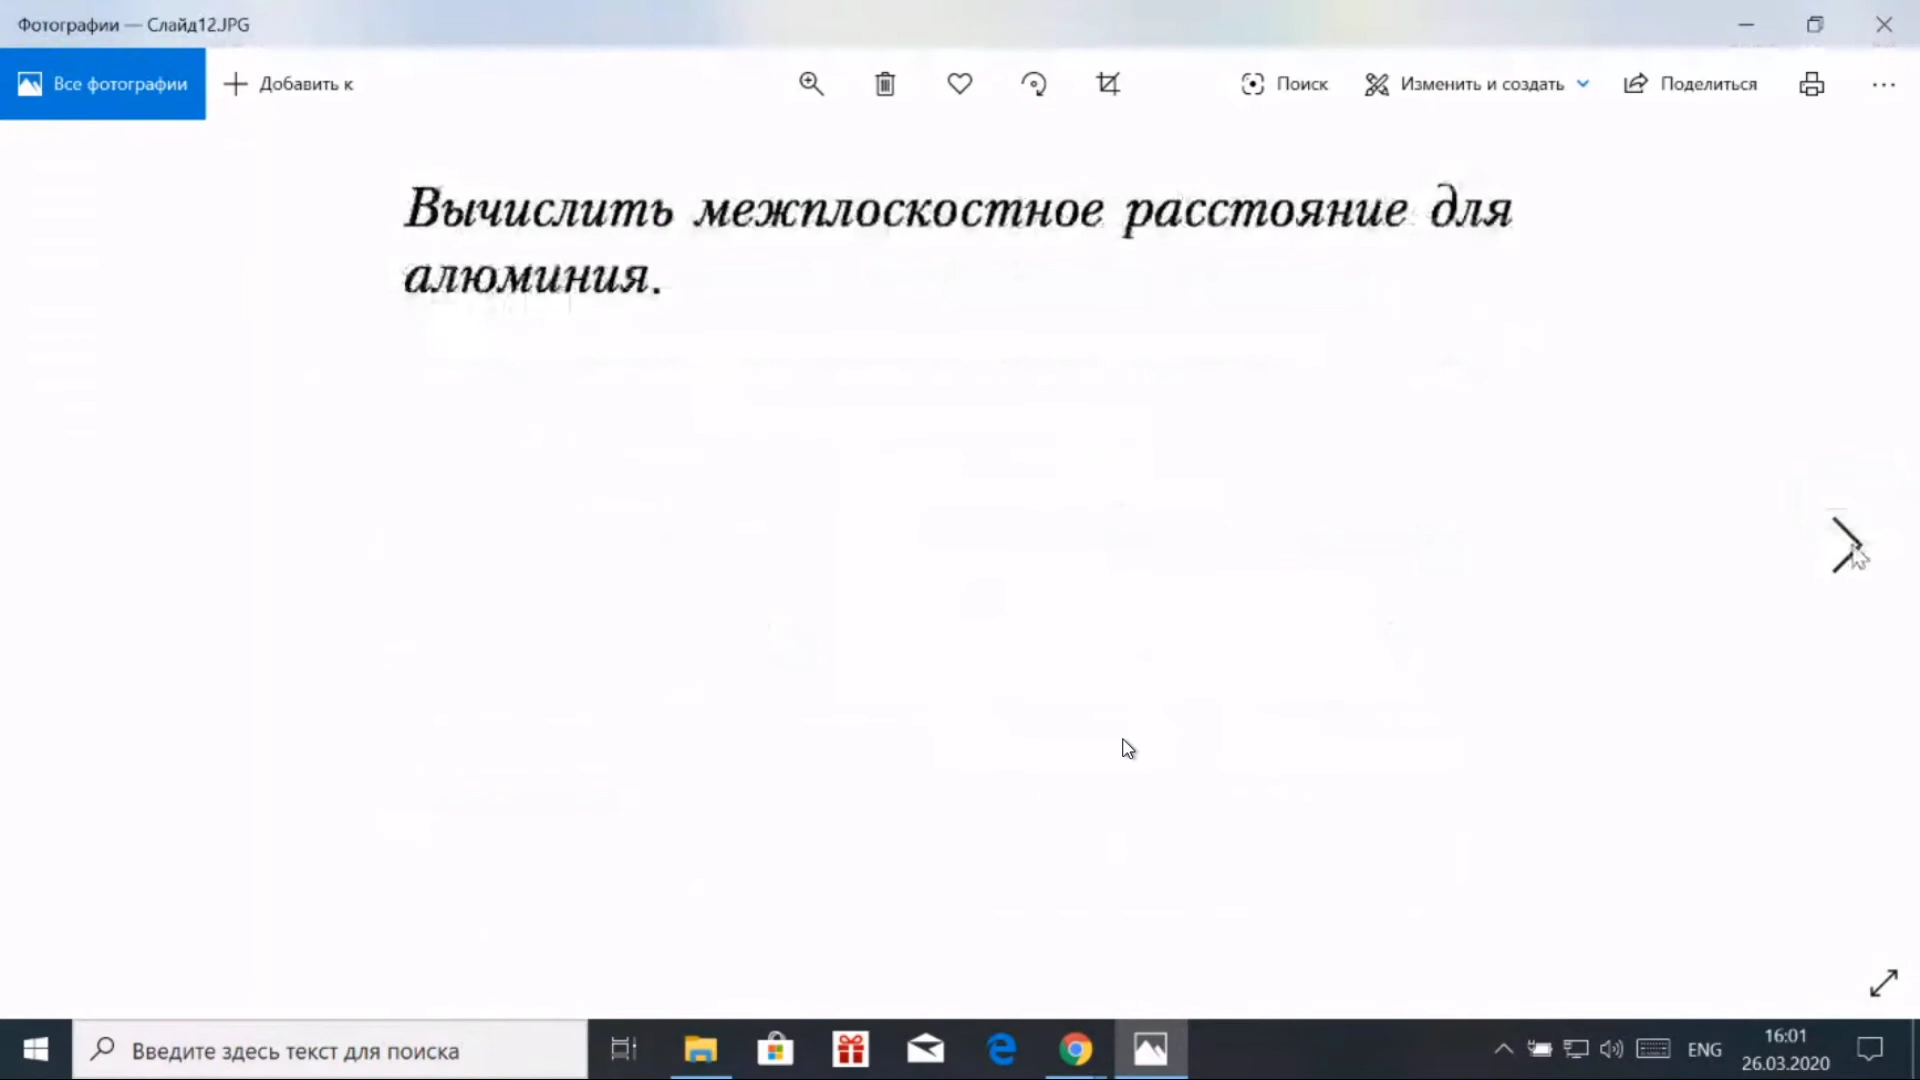 Фотографии — Слайд12.JPG
Все фотографии
Добавить к
Поиск
Изменить и создать
Поделиться
Вычислить межплоскостное расстояние для
алюминия.
Введите здесь текст для поиска
ENG
16:01
26.03.2020